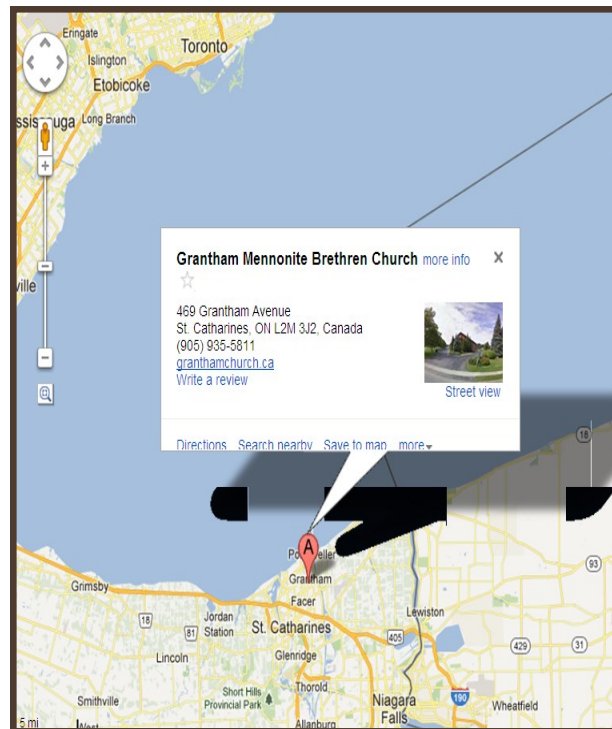 Eringate
Toronto
Islington
Etobicoke
ssissauga
Long Branch
ville
Grantham Mennonite Brethren Church more info
469 Grantham Avenue
St. Catharines, ON L2M 3J2, Canada
(905) 935-5811
granthamchurch.ca
Write a review
Street view
Directions Search nearby Save to map more
18
A
93
Grimsby
Grantham
Facer
18
Jordan
Station
81
St. Catharines
Lewiston
405
429
31
Lincoln
Glenridge
Thorold
Short Hills
Provincial Park
Smithville
Niagara
Falls
190
Wheatfield
5 mi
West
Allanburg